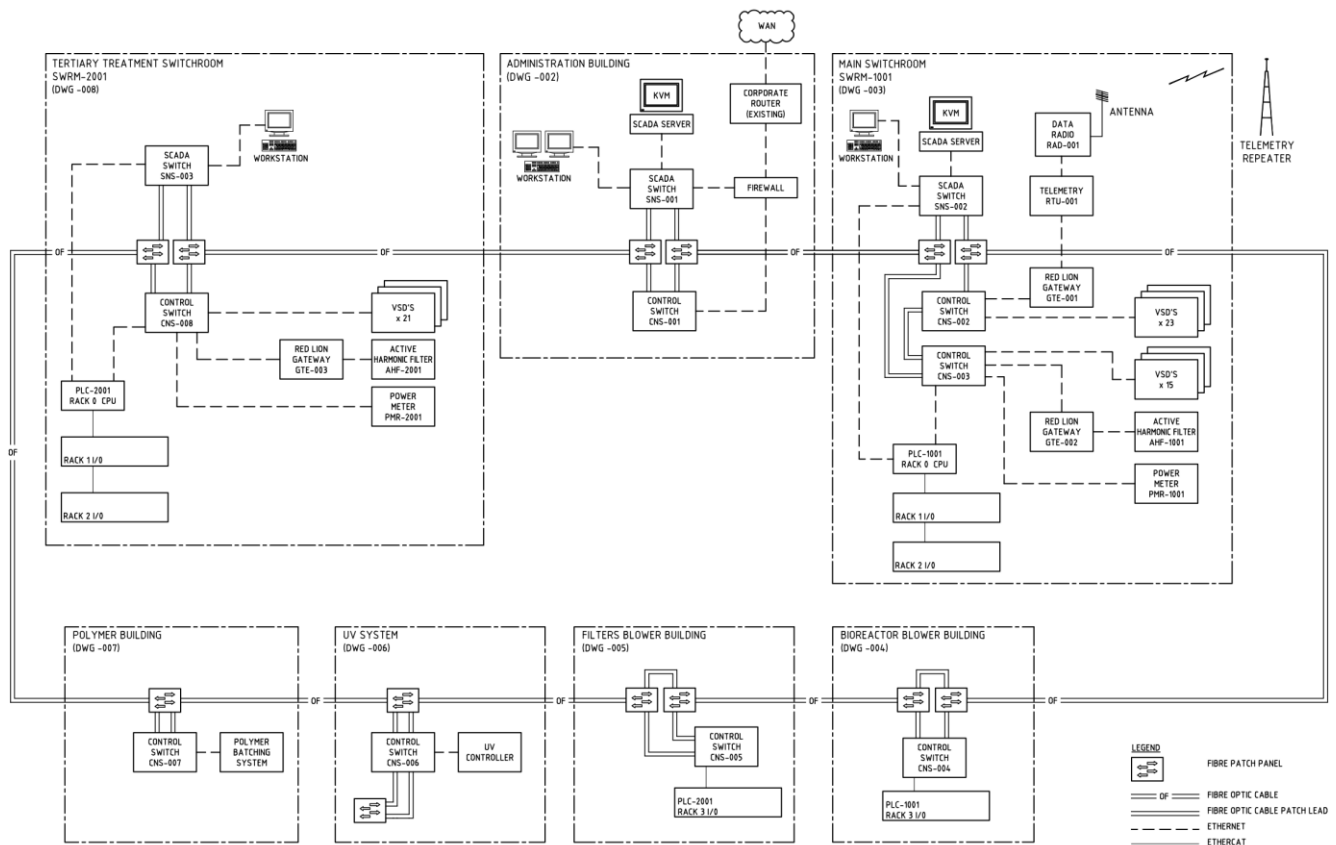 WAN
TERTIARY TREATMENT SWITCHROOM
SWRM-2001
(DWG -008)
WORKSTATION
SCADA
SWITCH
SNS-003
OF
OF
CONTROL
SWITCH
CNS-008
VSD'S
x 21
RED LION
GATEWAY
GTE-003
ACTIVE
HARMONIC FILTER
AHF-2001
POWER
METER
PMR-2001
PLC-2001
RACK 0 CPU
RACK 1 I/0
RACK 2 I/0
OF
ADMINISTRATION BUILDING
(DWG -002)
KVM
SCADA SERVER
CORPORATE
ROUTER
(EXISTING)
WORKSTATION
SCADA
SWITCH
SNS-001
FIREWALL
OF
CONTROL
SWITCH
CNS-001
MAIN SWITCHROOM
SWRM-1001
(DWG -003)
KVM
SCADA SERVER
WORKSTATION
DATA
RADIO
RAD-001
ANTENNA
TELEMETRY
REPEATER
SCADA
SWITCH
SNS-002
TELEMETRY
RTU-001
OF
RED LION
GATEWAY
GTE-001
CONTROL
SWITCH
CNS-002
VSD'S
x 23
CONTROL
SWITCH
CNS-003
VSD'S
x 15
RED LION
GATEWAY
GTE-002
ACTIVE
HARMONIC FILTER
AHF-1001
PLC-1001
RACK 0 CPU
POWER
METER
PMR-1001
RACK 1 I/0
RACK 2 I/0
POLYMER BUILDING
(DWG -007)
OF
CONTROL
SWITCH
CNS-007
POLYMER
BATCHING
SYSTEM
UV SYSTEM
(DWG -006)
OF
CONTROL
SWITCH
CNS-006
UV
CONTROLLER
FILTERS BLOWER BUILDING
(DWG -005)
OF
CONTROL
SWITCH
CNS-005
PLC-2001
RACK 3 I/0
BIOREACTOR BLOWER BUILDING
(DWG -004)
OF
CONTROL
SWITCH
CNS-004
PLC-1001
RACK 3 I/0
LEGEND
FIBRE PATCH PANEL
OF
FIBRE OPTIC CABLE
FIBRE OPTIC CABLE PATCH LEAD
ETHERNET
ETHERCAT